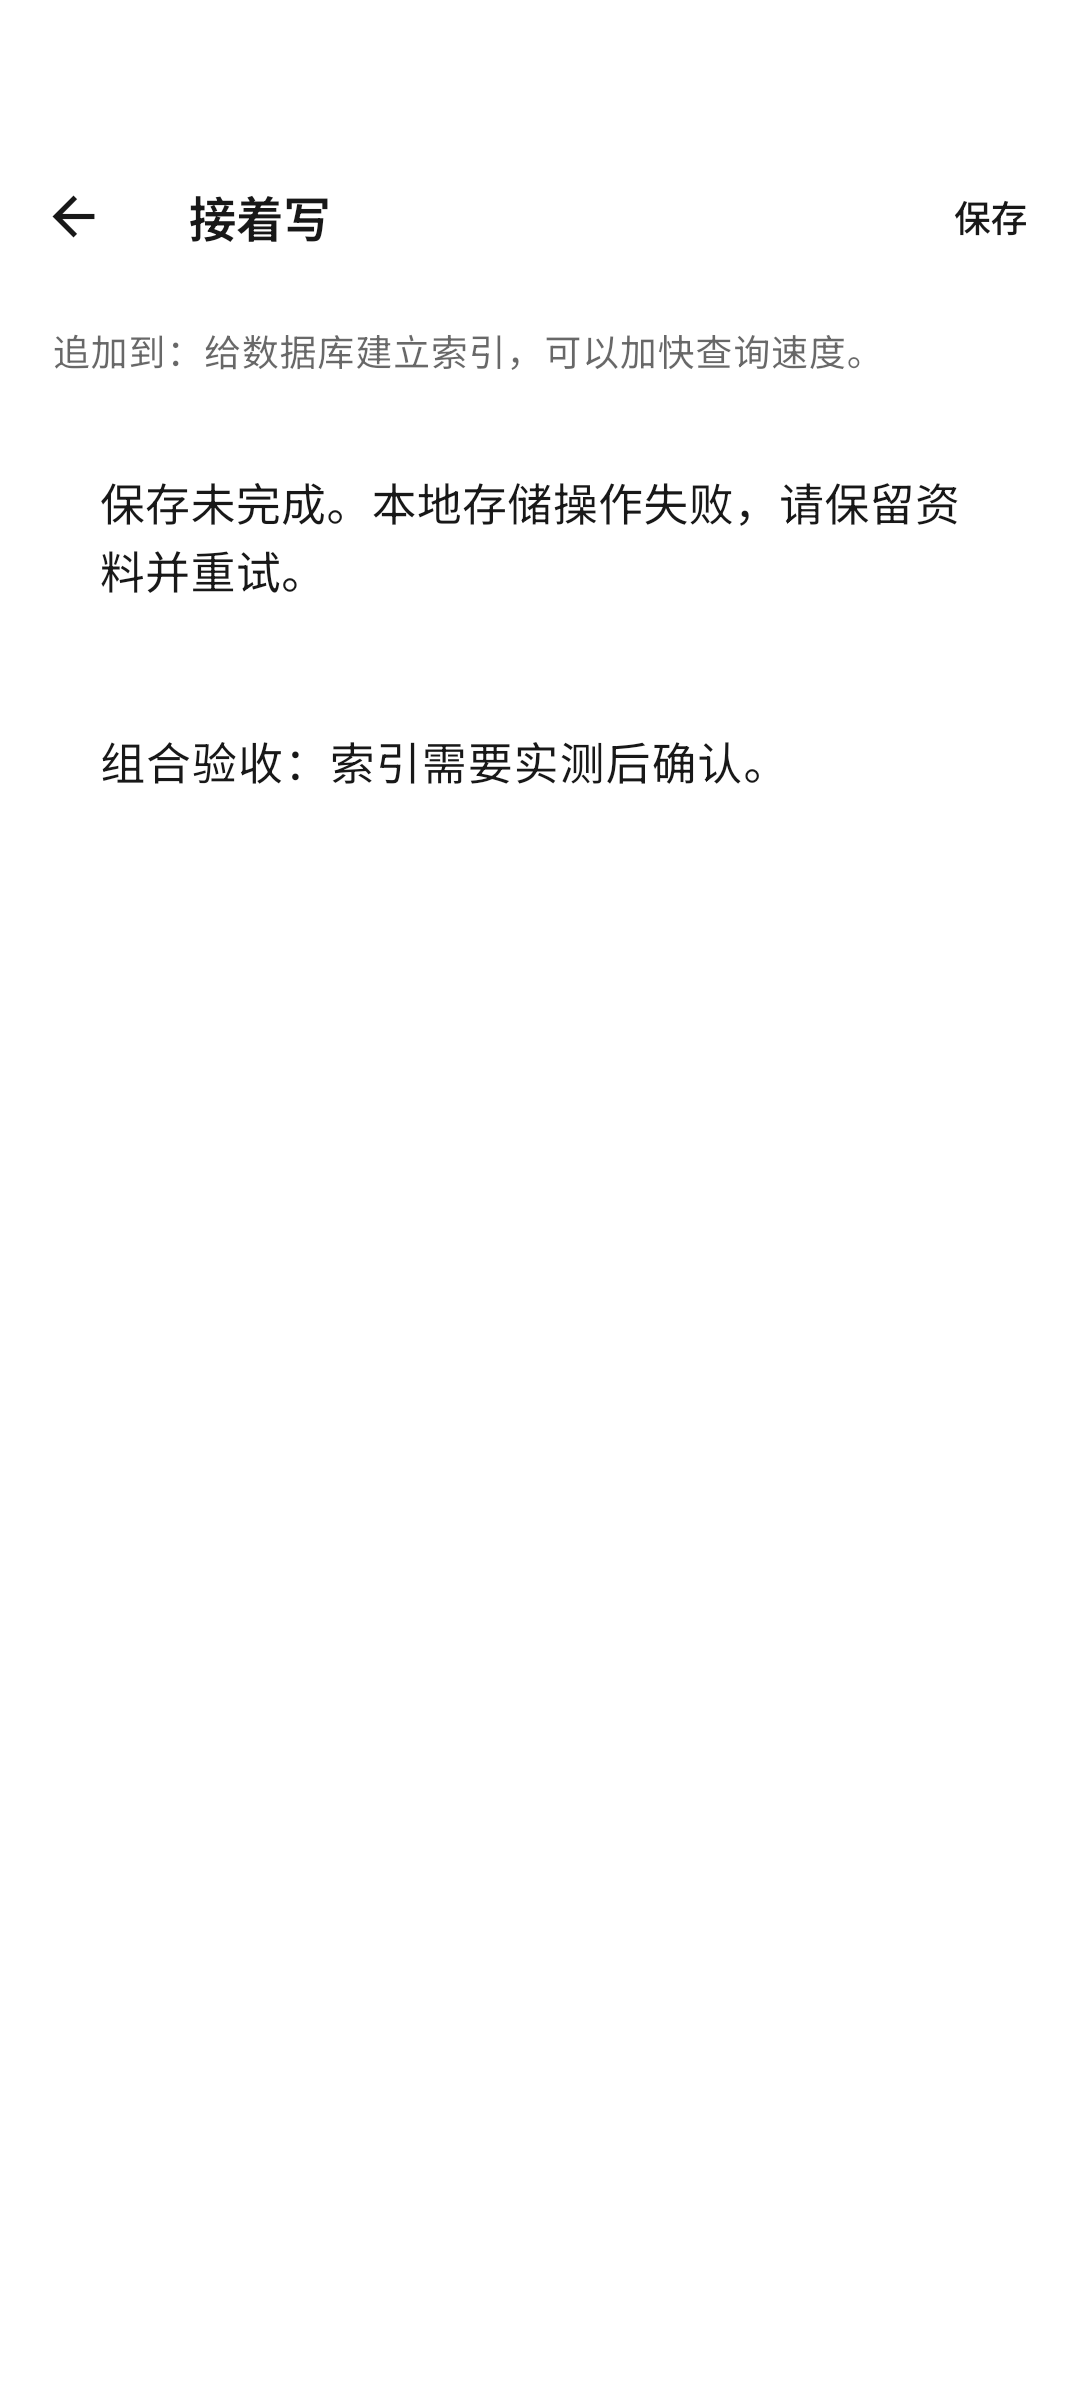 接着写
保存
追加到：给数据库建立索引，可以加快查询速度。
保存未完成。本地存储操作失败，请保留资
料并重试。
组合验收：索引需要实测后确认。